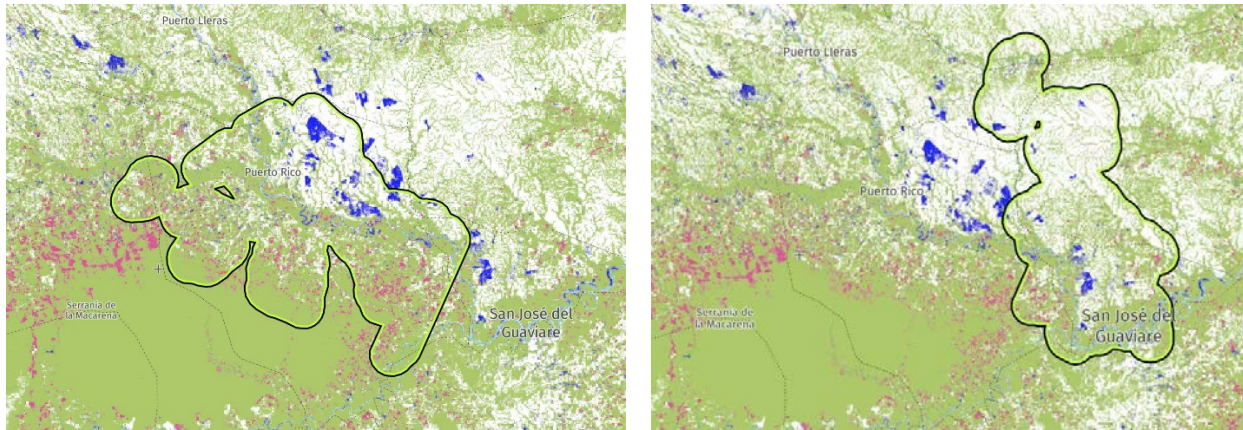 Puerto Lleras
Puerto Rico
Serranía de
la Macarena
San José del
Guaviare
Puerto Lleras
Puerto Rico
Serranía de
la Macarena
San José del
Guaviare